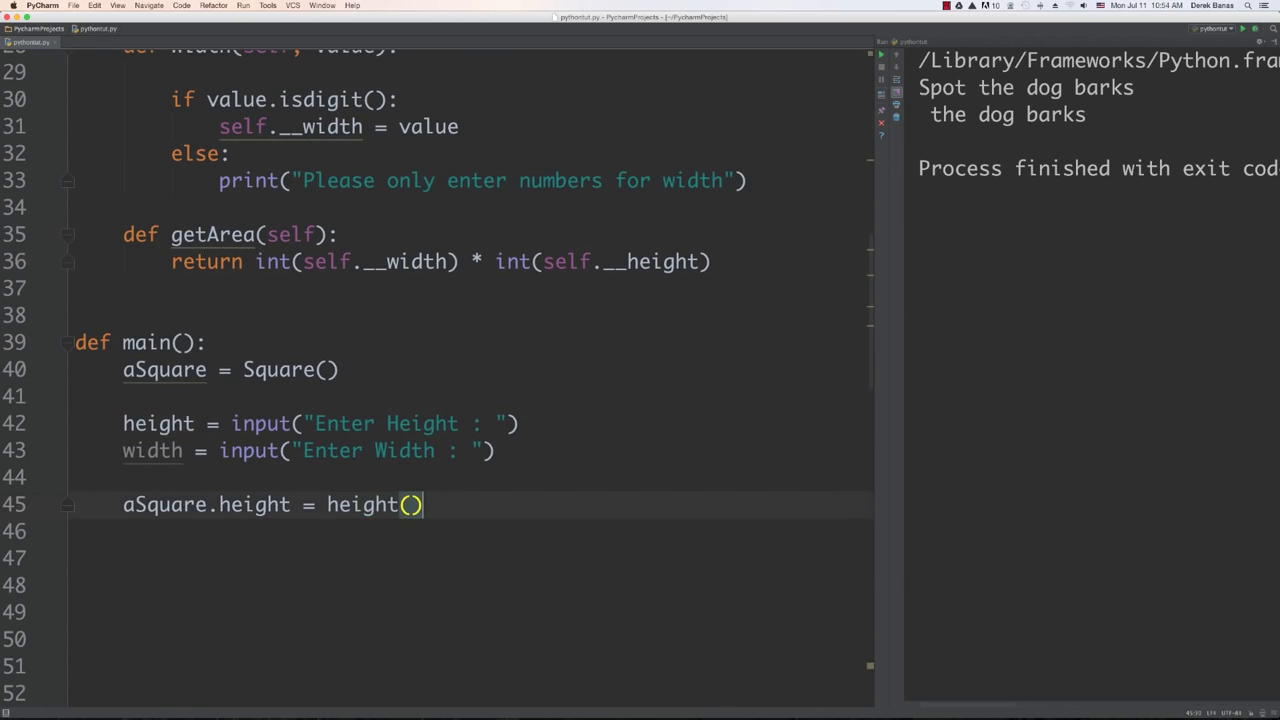 PyCharm File Edit View Navigate Code Refactor Run Tools VCS Window Help
10 Mon Jul 11 10:54 AM Derek Banas
pythontut.py - PycharmProjects - [~/PycharmProjects]
PycharmProjects pythontut.py pythontut
pythontut.py Run pythontut
29
30 if value.isdigit():
31 self.__width = value
32 else:
33 print("Please only enter numbers for width")
34
35 def getArea(self):
36 return int(self.__width) * int(self.__height)
37
38
39 def main():
40 aSquare = Square()
41
42 height = input("Enter Height : ")
43 width = input("Enter Width : ")
44
45 aSquare.height = height()
46
47
48
49
50
51
52
/Library/Frameworks/Python.fra
Spot the dog barks
the dog barks
Process finished with exit cod